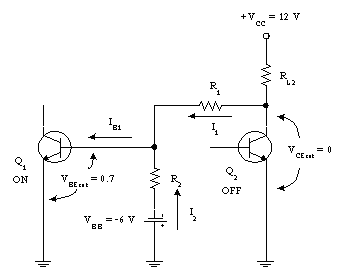 +V_CC = 12 V
R_1
R_L2
I_B1
I_1
Q_1
ON
V_BEsat = 0.7
R_2
Q_2
OFF
V_CEsat = 0
V_BB = -6 V
I_2